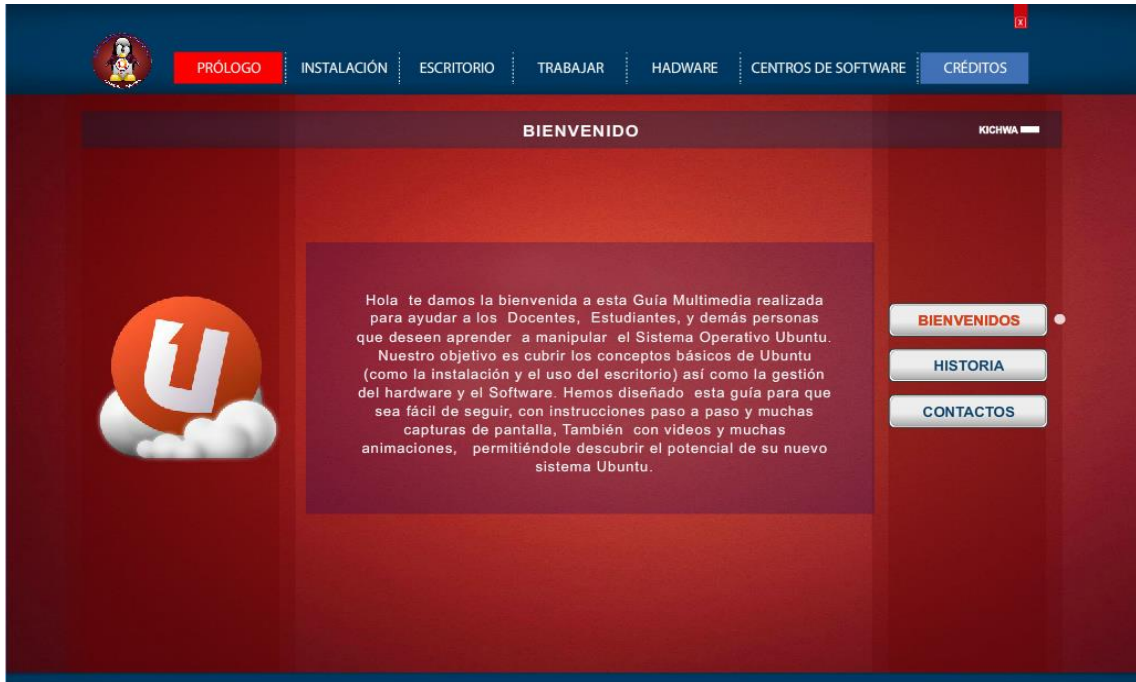 x
PRÓLOGO
INSTALACIÓN
ESCRITORIO
TRABAJAR
HADWARE
CENTROS DE SOFTWARE
CRÉDITOS
BIENVENIDO
KICHWA
Hola te damos la bienvenida a esta Guía Multimedia realizada
para ayudar a los Docentes, Estudiantes, y demás personas
que deseen aprender a manipular el Sistema Operativo Ubuntu.
Nuestro objetivo es cubrir los conceptos básicos de Ubuntu
(como la instalación y el uso del escritorio) así como la gestión
del hardware y el Software. Hemos diseñado esta guía para que
sea fácil de seguir, con instrucciones paso a paso y muchas
capturas de pantalla, También con videos y muchas
animaciones, permitiéndole descubrir el potencial de su nuevo
sistema Ubuntu.
BIENVENIDOS
HISTORIA
CONTACTOS